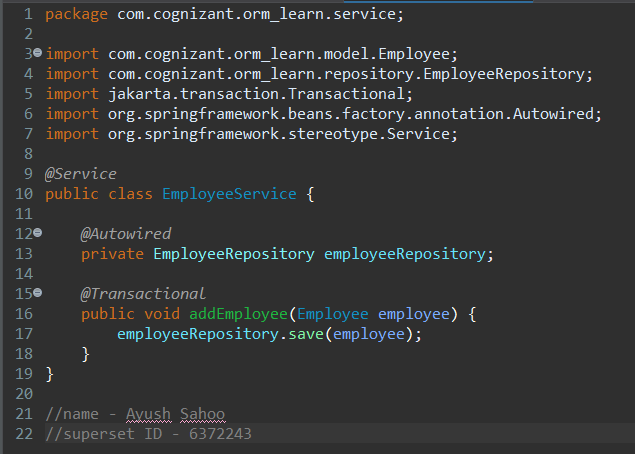 1 package com.cognizant.orm_learn.service;
2
3 import com.cognizant.orm_learn.model.Employee;
4 import com.cognizant.orm_learn.repository.EmployeeRepository;
5 import jakarta.transaction.Transactional;
6 import org.springframework.beans.factory.annotation.Autowired;
7 import org.springframework.stereotype.Service;
8
9 @Service
10 public class EmployeeService {
11
12     @Autowired
13     private EmployeeRepository employeeRepository;
14
15     @Transactional
16     public void addEmployee(Employee employee) {
17         employeeRepository.save(employee);
18     }
19 }
20
21 //name - Ayush Sahoo
22 //superset ID - 6372243